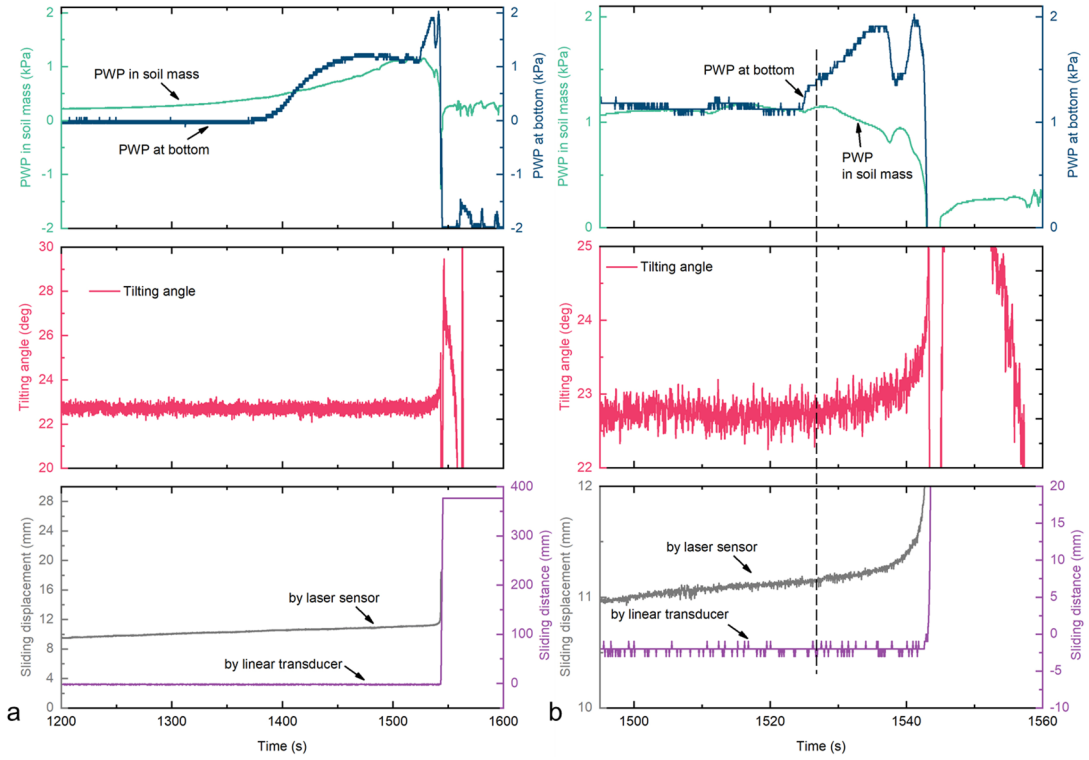 2
1
0
1
2
PWP in soil mass (kPa)
PWP in soil mass
PWP at bottom
2
1
0
1
2
PWP at bottom (kPa)
30
28
26
24
22
20
Tilting angle (deg)
Tilting angle
28
24
20
16
12
8
4
0
Sliding displacement (mm)
by laser sensor
by linear transducer
400
300
200
100
0
Sliding distance (mm)
a
1200
1300
1400
1500
1600
Time (s)
2
1
0
PWP in soil mass (kPa)
PWP at bottom
PWP
in soil mass
2
1
0
PWP at bottom (kPa)
25
24
23
22
Tilting angle (deg)
Tilting angle
12
11
10
Sliding displacement (mm)
by laser sensor
by linear transducer
20
15
10
5
0
-5
-10
Sliding distance (mm)
b
1500
1520
1540
1560
Time (s)